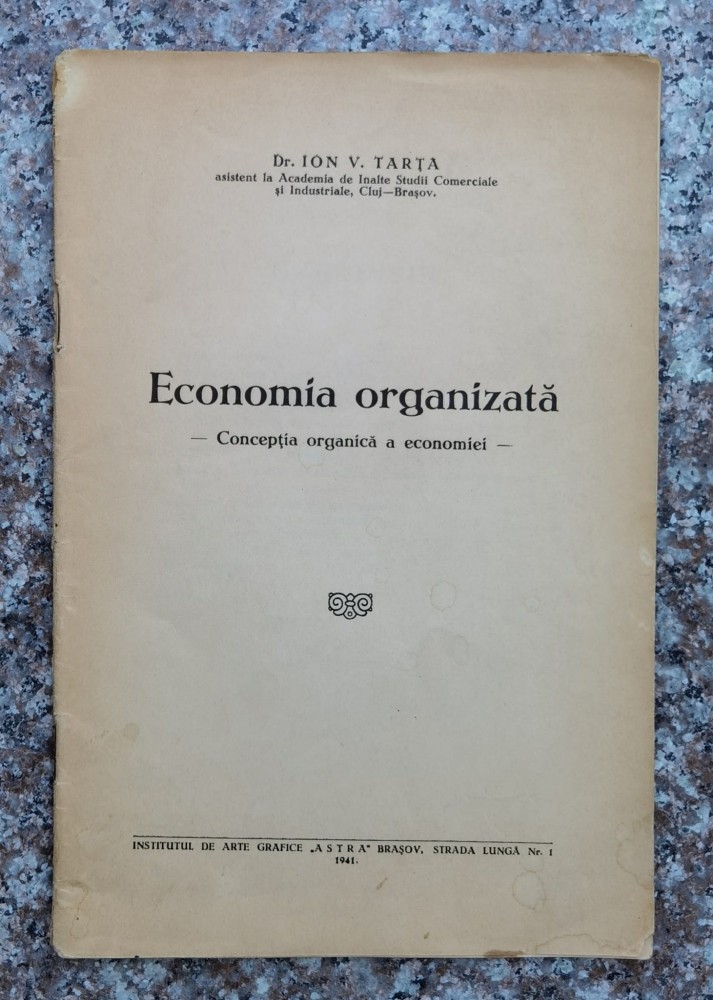 Dr. ION V. TARȚA
asistent la Academia de Inalte Studii Comerciale
și Industriale, Cluj—Brașov.
Economia organizată
— Concepția organică a economiei —
INSTITUTUL DE ARTE GRAFICE „ASTRA" BRAȘOV, STRADA LUNGĂ Nr. 1
1941.